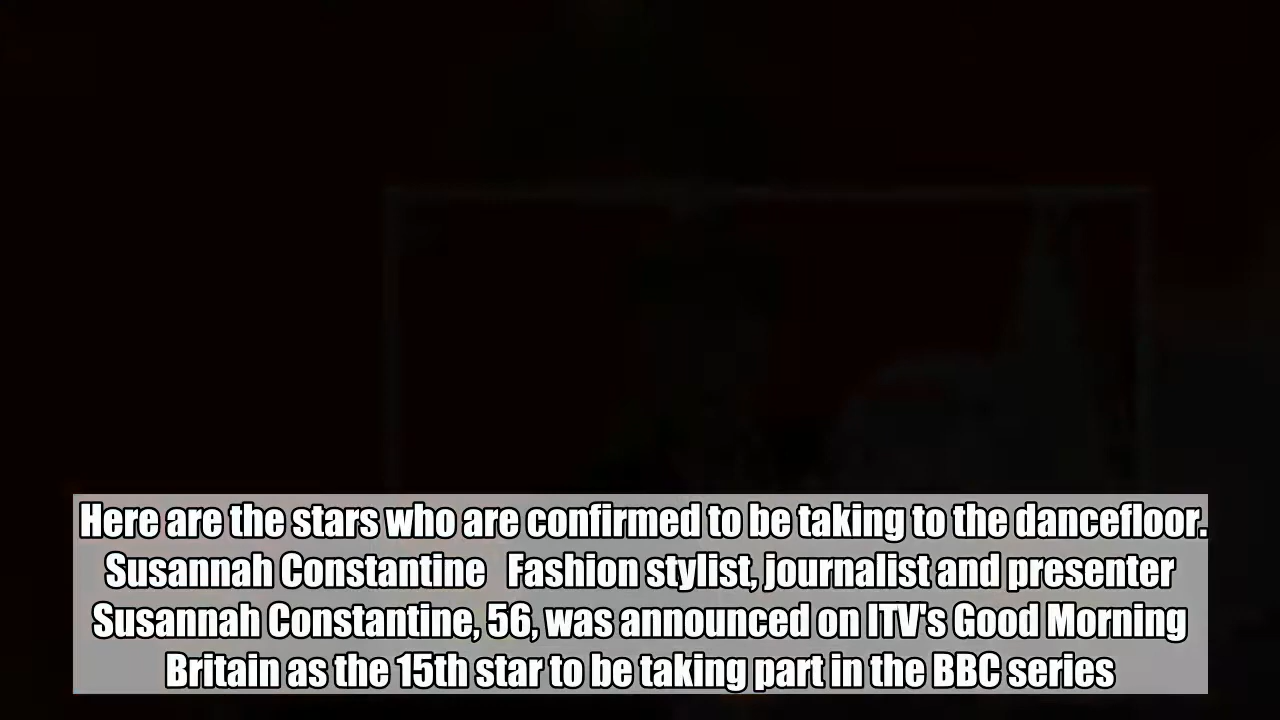 Here are the stars who are confirmed to be taking to the dancefloor.
Susannah Constantine   Fashion stylist, journalist and presenter
Susannah Constantine, 56, was announced on ITV's Good Morning
Britain as the 15th star to be taking part in the BBC series